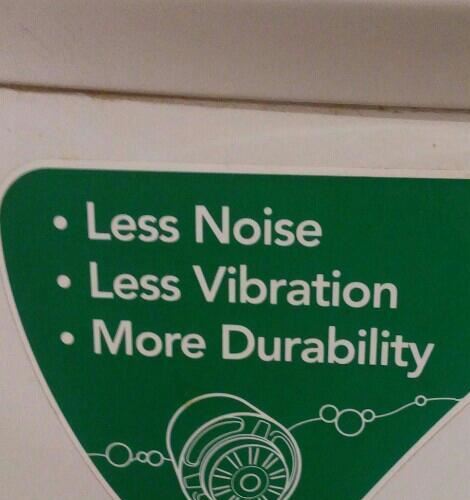 • Less Noise
• Less Vibration
• More Durability